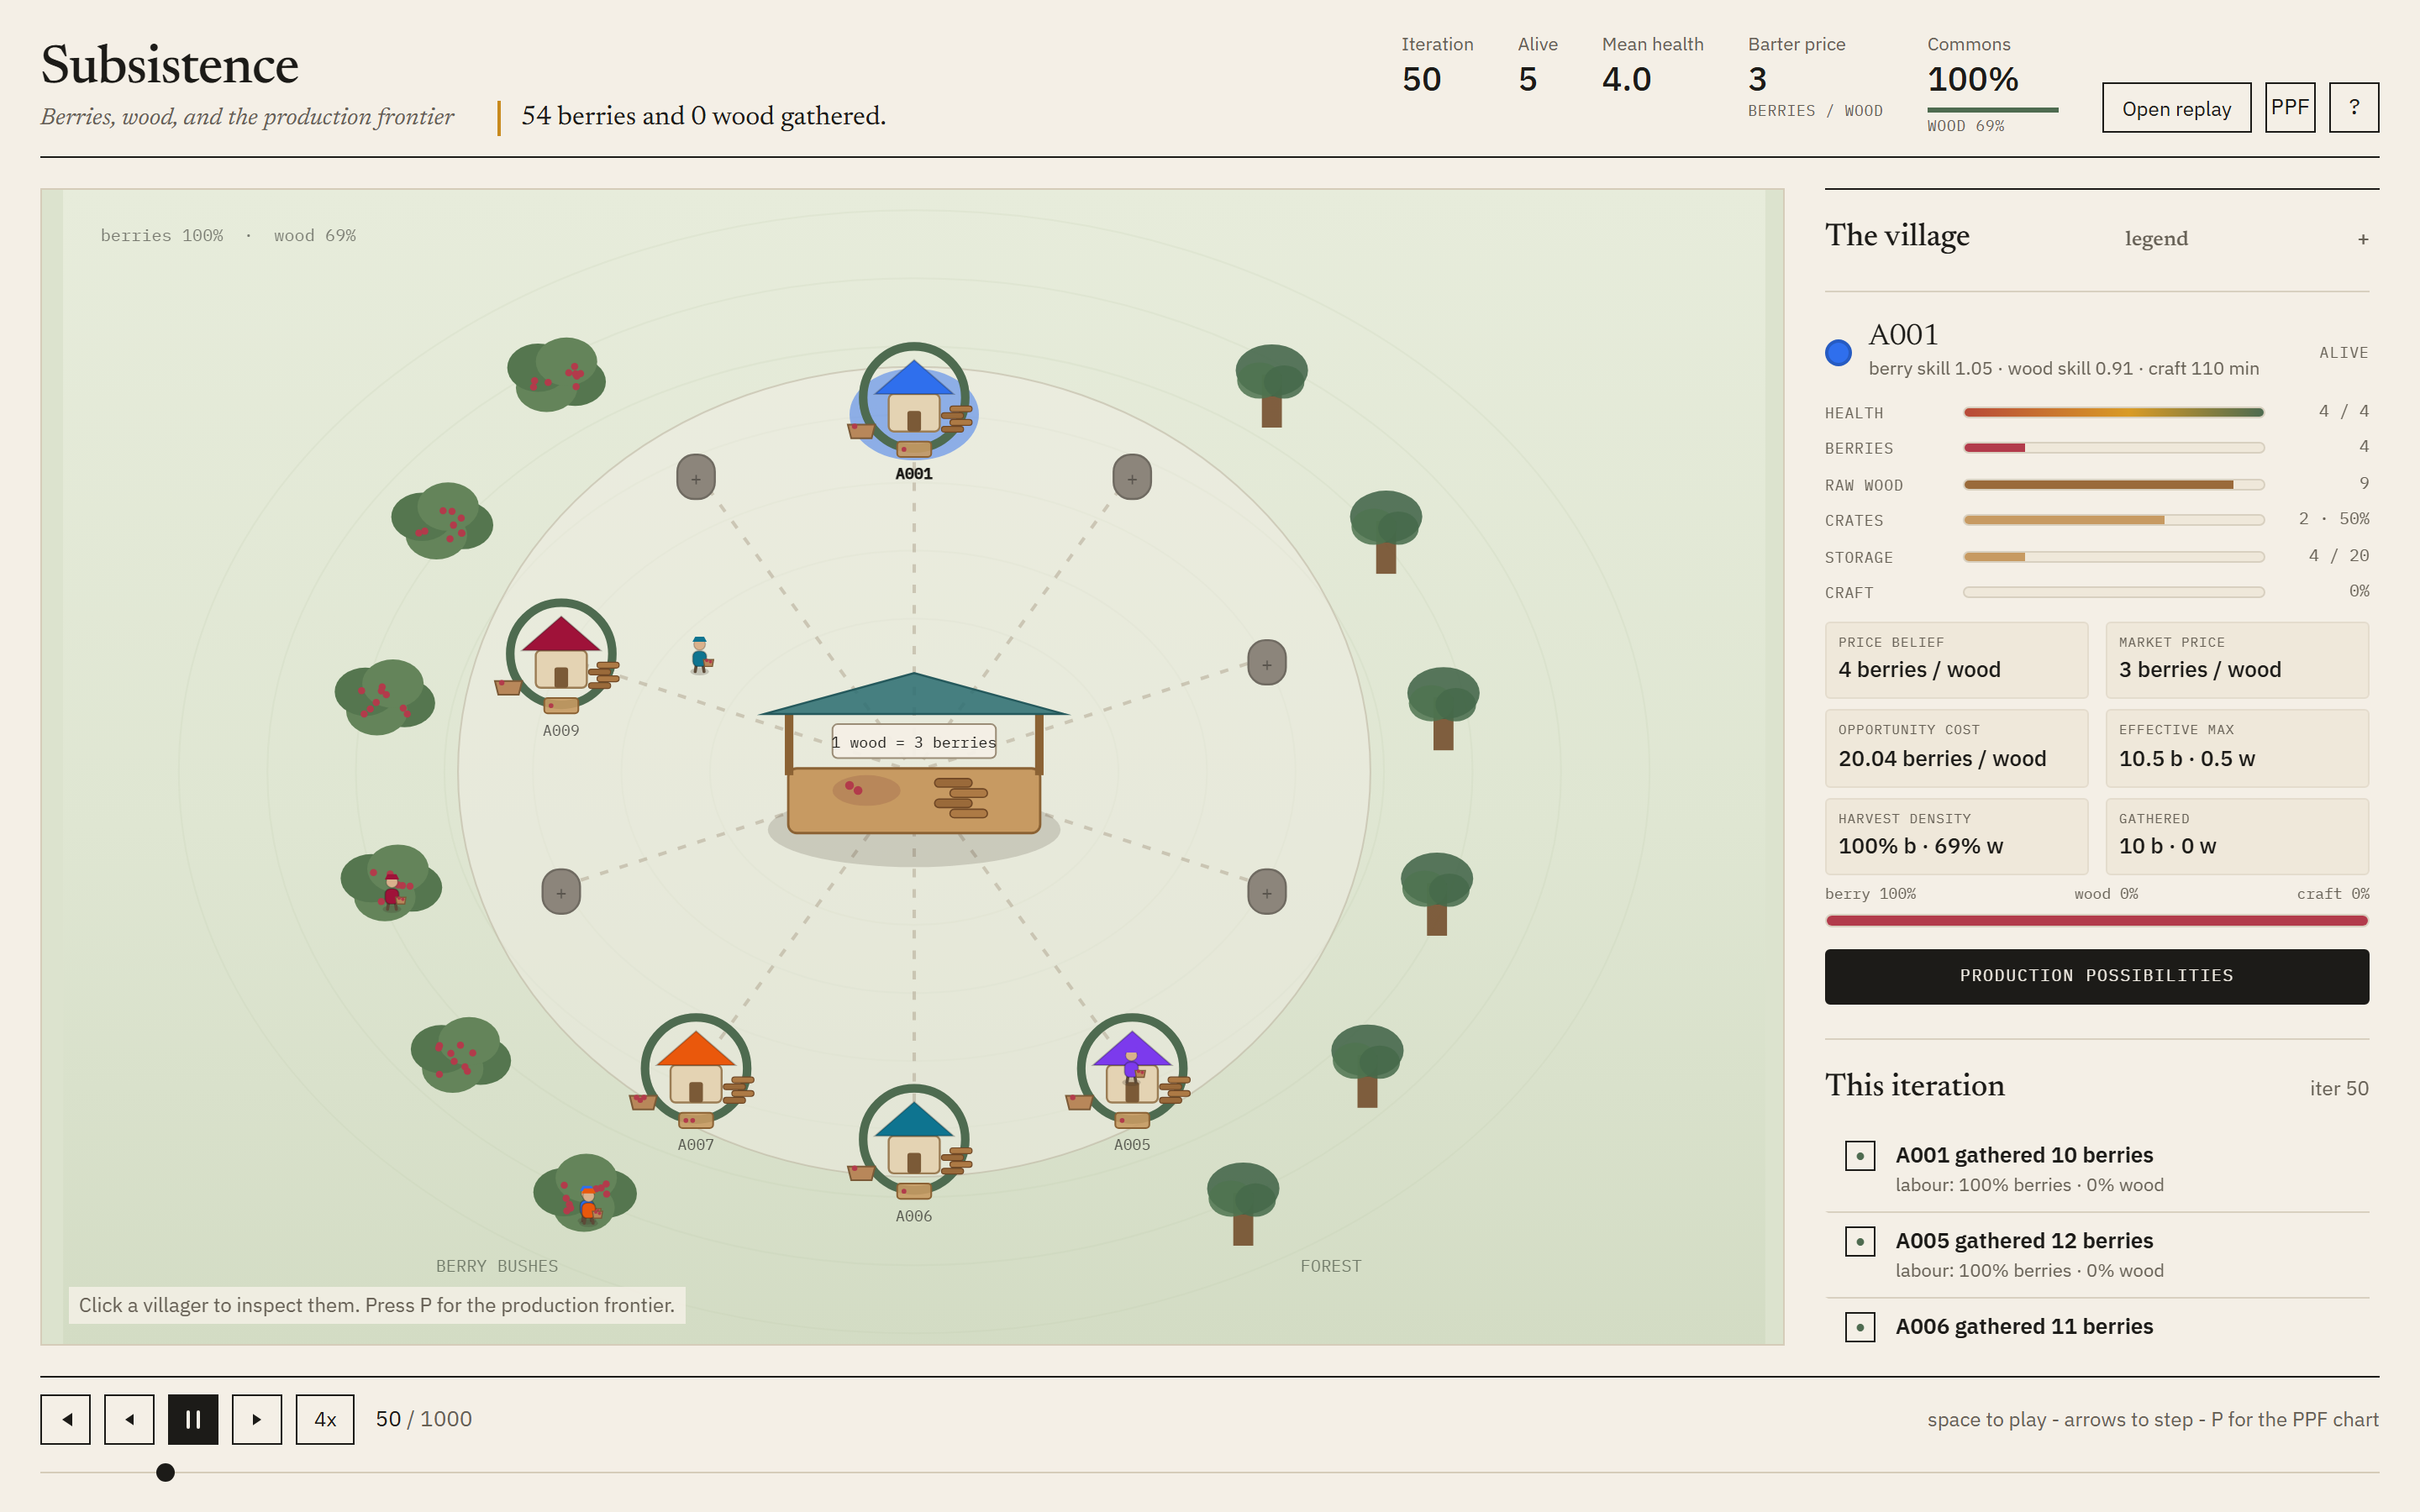 Subsistence
Berries, wood, and the production frontier
54 berries and 0 wood gathered.
Iteration
50
Alive
5
Mean health
4.0
Barter price
3
BERRIES / WOOD
Commons
100%
WOOD 69%
Open replay
PPF
?
berries 100% · wood 69%
A001
+
+
A009
+
1 wood = 3 berries
+
+
A007
A005
A006
BERRY BUSHES
FOREST
Click a villager to inspect them. Press P for the production frontier.
The village
legend
+
A001
berry skill 1.05 · wood skill 0.91 · craft 110 min
ALIVE
HEALTH
4 / 4
BERRIES
4
RAW WOOD
9
CRATES
2 · 50%
STORAGE
4 / 20
CRAFT
0%
PRICE BELIEF
4 berries / wood
MARKET PRICE
3 berries / wood
OPPORTUNITY COST
20.04 berries / wood
EFFECTIVE MAX
10.5 b · 0.5 w
HARVEST DENSITY
100% b · 69% w
GATHERED
10 b · 0 w
berry 100%
wood 0%
craft 0%
PRODUCTION POSSIBILITIES
This iteration
iter 50
A001 gathered 10 berries
labour: 100% berries · 0% wood
A005 gathered 12 berries
labour: 100% berries · 0% wood
A006 gathered 11 berries
4x
50 / 1000
space to play - arrows to step - P for the PPF chart